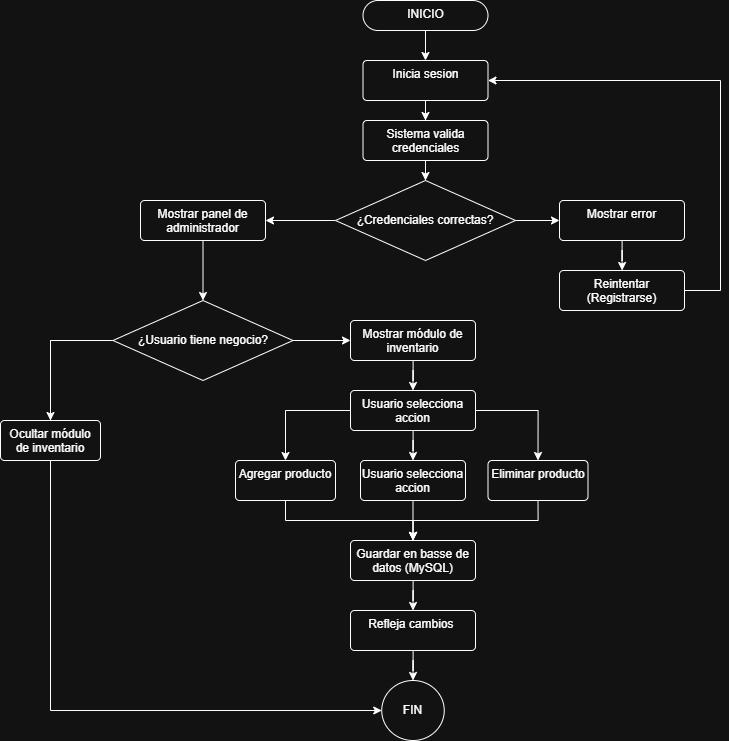 INICIO
Inicia sesion
Sistema valida
credenciales
¿Credenciales correctas?
Mostrar panel de
administrador
Mostrar error
Reintentar
(Registrarse)
¿Usuario tiene negocio?
Mostrar módulo de
inventario
Usuario selecciona
accion
Ocultar módulo
de inventario
Agregar producto
Usuario selecciona
accion
Eliminar producto
Guardar en basse de
datos (MySQL)
Refleja cambios
FIN